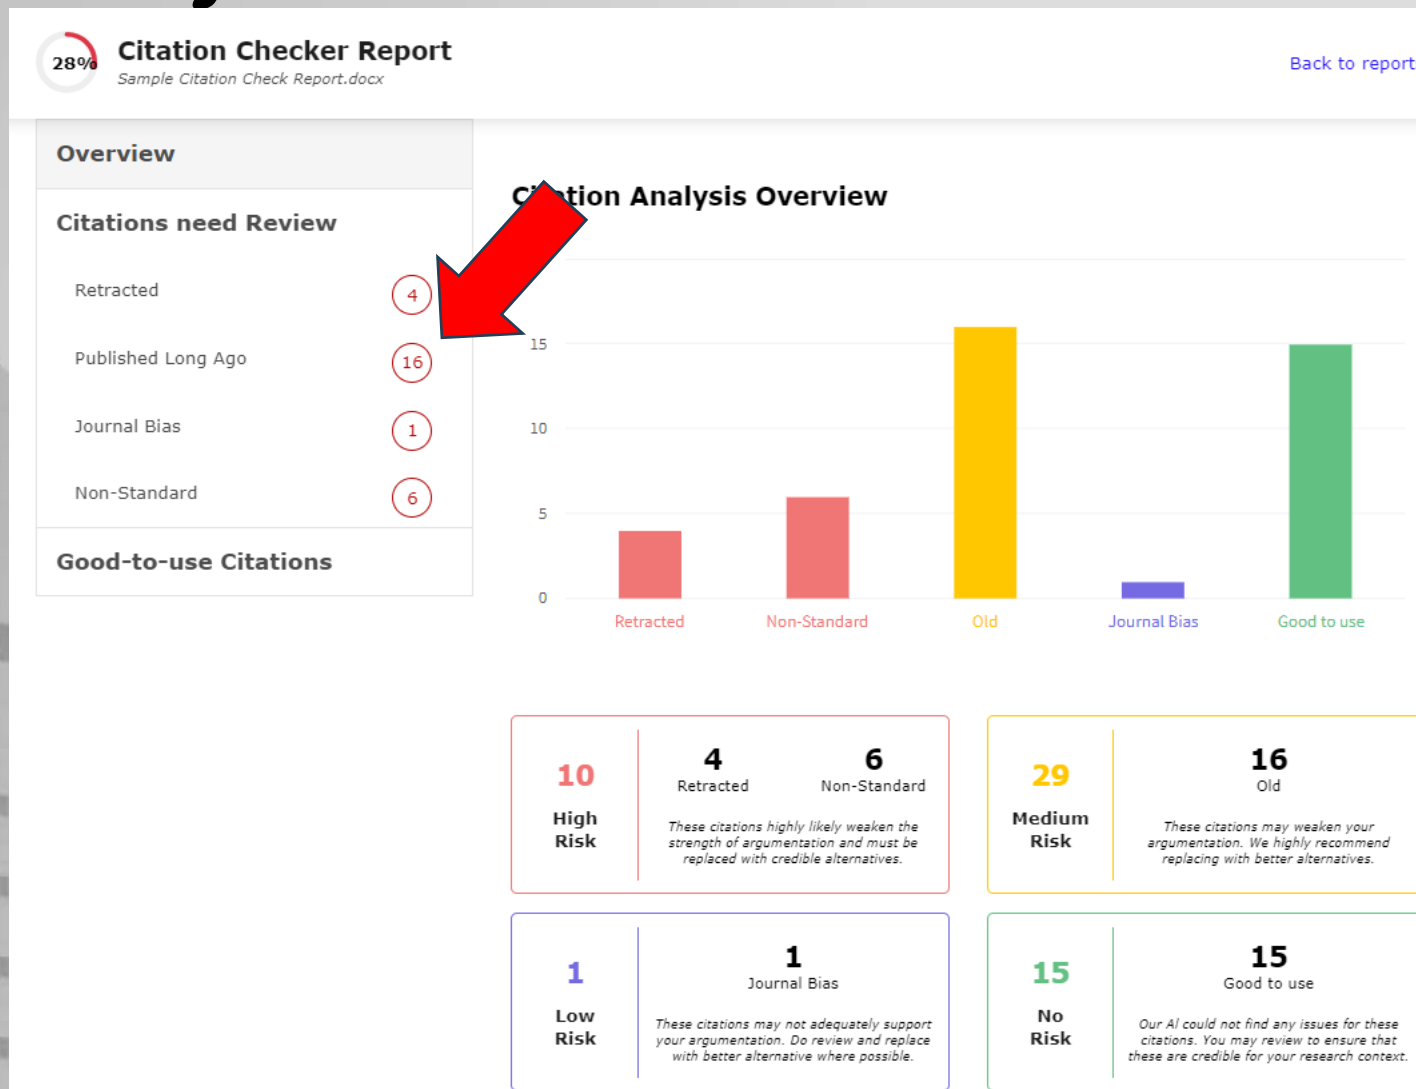 28%
Citation Checker Report
Sample Citation Check Report.docx
Back to report
Overview
Citations need Review
Retracted
4
Published Long Ago
16
Journal Bias
1
Non-Standard
6
Good-to-use Citations
Analysis Overview
15
10
5
0
Retracted
Non-Standard
Old
Journal Bias
Good to use
10
High
Risk
4
Retracted
6
Non-Standard
These citations highly likely weaken the
strength of argumentation and must be
replaced with credible alternatives.
29
Medium
Risk
16
Old
These citations may weaken your
argumentation. We highly recommend
replacing with better alternatives.
1
Low
Risk
1
Journal Bias
These citations may not adequately support
your argumentation. Do review and replace
with better alternative where possible.
15
No
Risk
15
Good to use
Our AI could not find any issues for these
citations. You may review to ensure that
these are credible for your research context.